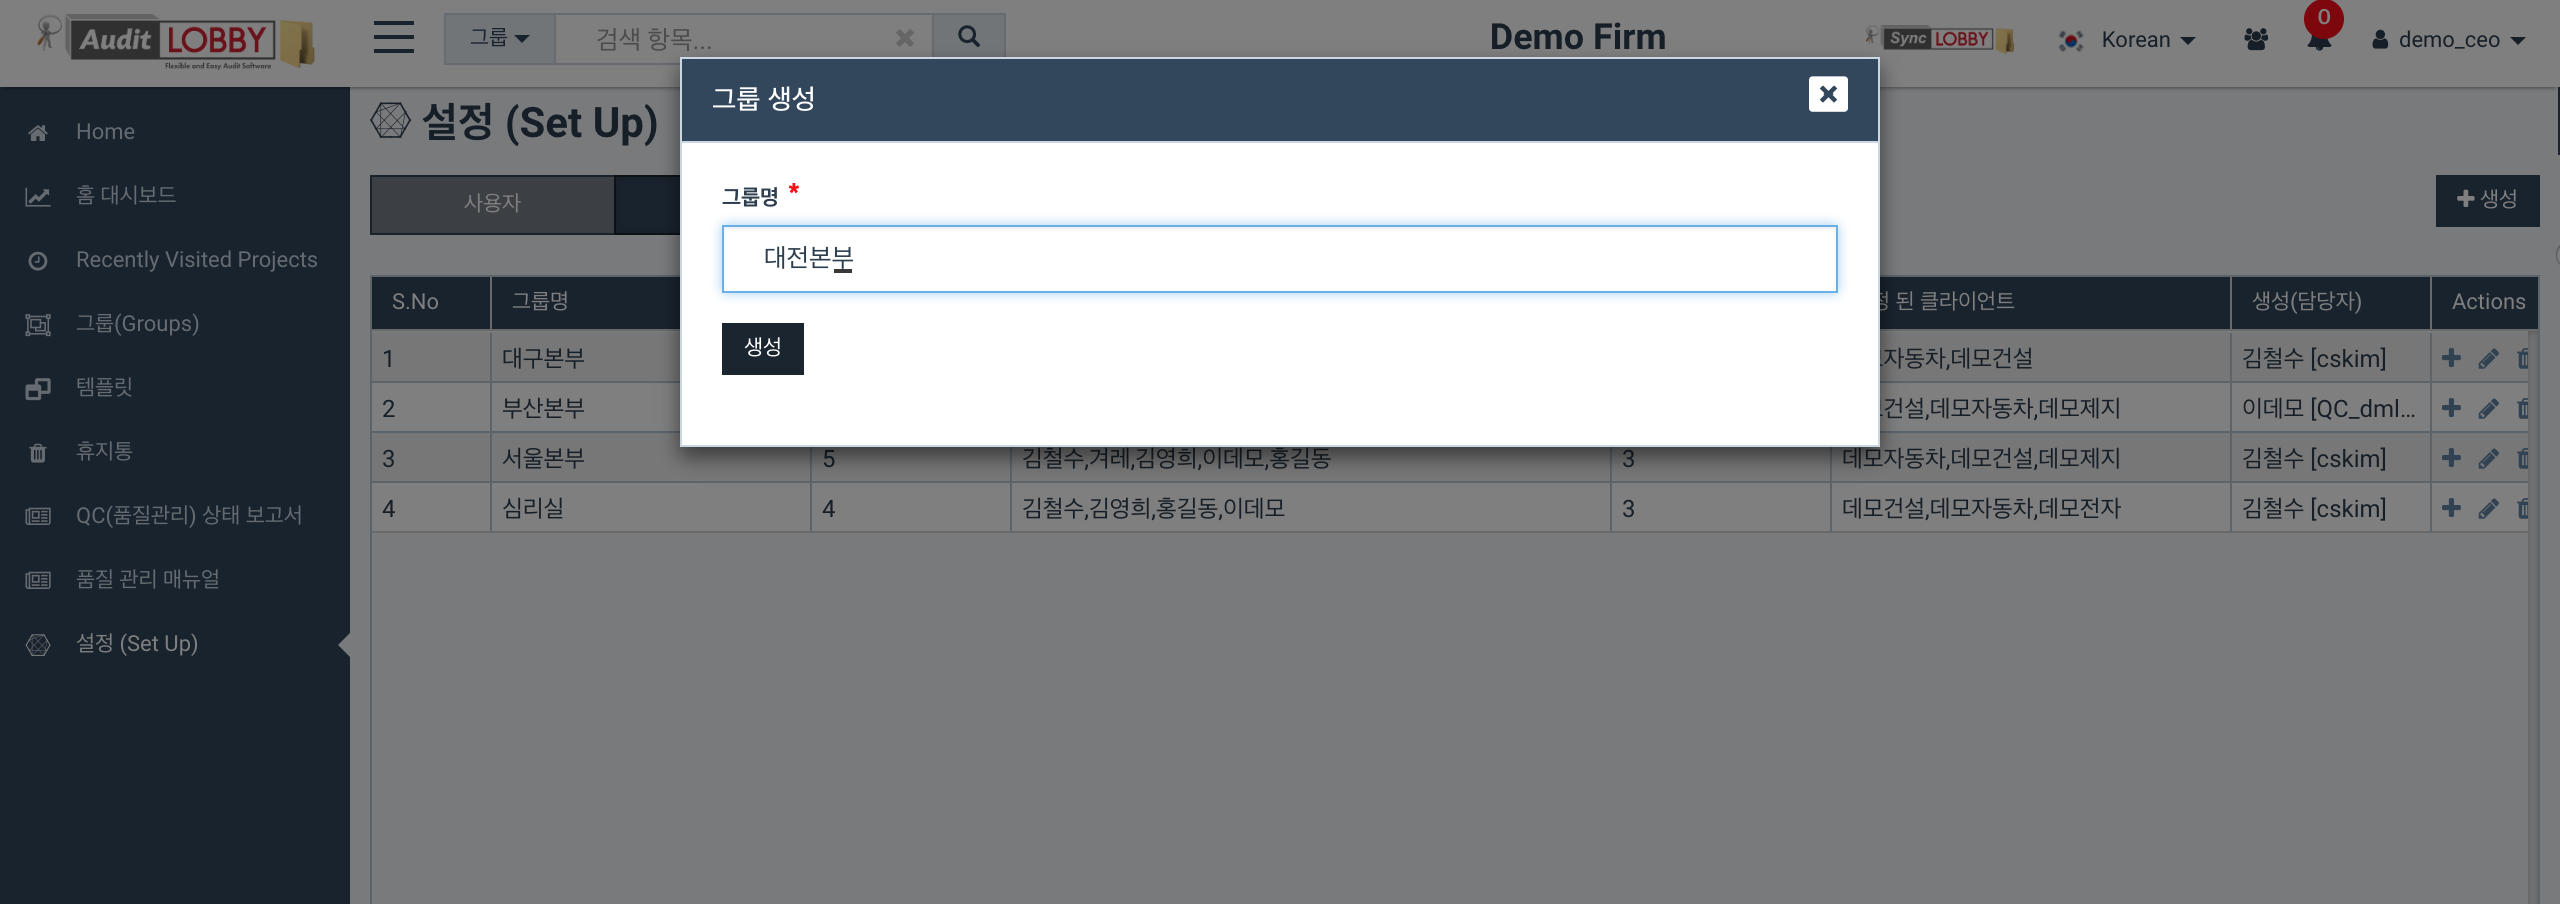 Audit LOBBY
Flexible and Easy Audit Software
그룹
검색 항목...
Demo Firm
Sync LOBBY
Korean
0
demo_ceo
Home
홈 대시보드
Recently Visited Projects
그룹(Groups)
템플릿
휴지통
QC(품질관리) 상태 보고서
품질 관리 매뉴얼
설정 (Set Up)
설정 (Set Up)
사용자
생성
그룹 생성
그룹명 *
대전본부
생성
S.No 그룹명 된 클라이언트 생성(담당자) Actions
1 대구본부 자동차,데모건설 김철수 [cskim]
2 부산본부 건설,데모자동차,데모제지 이데모 [QC_dml...
3 서울본부 5 김철수,겨레,김영희,이데모,홍길동 3 데모자동차,데모건설,데모제지 김철수 [cskim]
4 심리실 4 김철수,김영희,홍길동,이데모 3 데모건설,데모자동차,데모전자 김철수 [cskim]